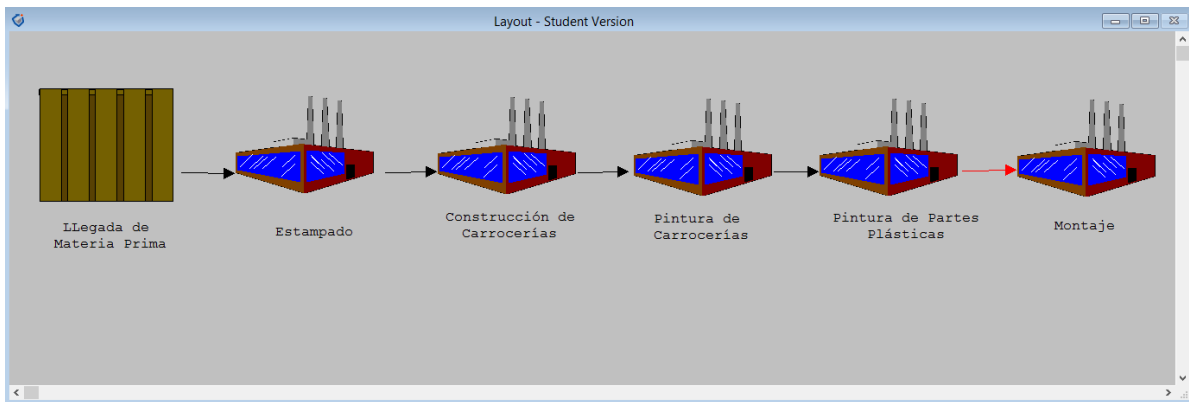 Layout - Student Version
LLegada de
Materia Prima
Estampado
Construcción de
Carrocerías
Pintura de
Carrocerías
Pintura de Partes
Plásticas
Montaje